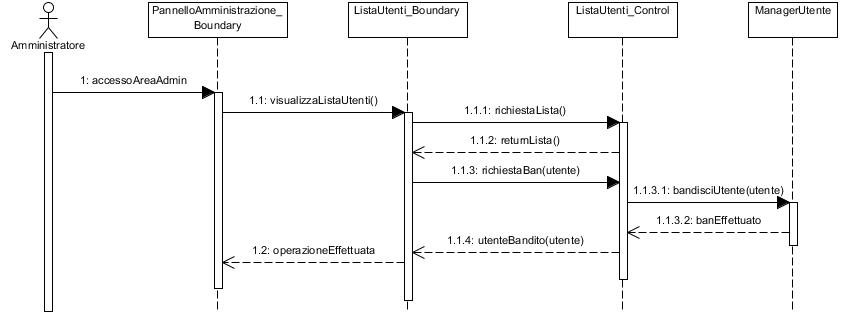 PannelloAmministrazione_
Boundary
ListaUtenti_Boundary
ListaUtenti_Control
ManagerUtente
Amministratore
1: accessoAreaAdmin
1.1: visualizzaListaUtenti()
1.1.1: richiestaLista()
1.1.2: returnLista()
1.1.3: richiestaBan(utente)
1.1.3.1: bandisciUtente(utente)
1.1.3.2: banEffettuato
1.1.4: utenteBandito(utente)
1.2: operazioneEffettuata